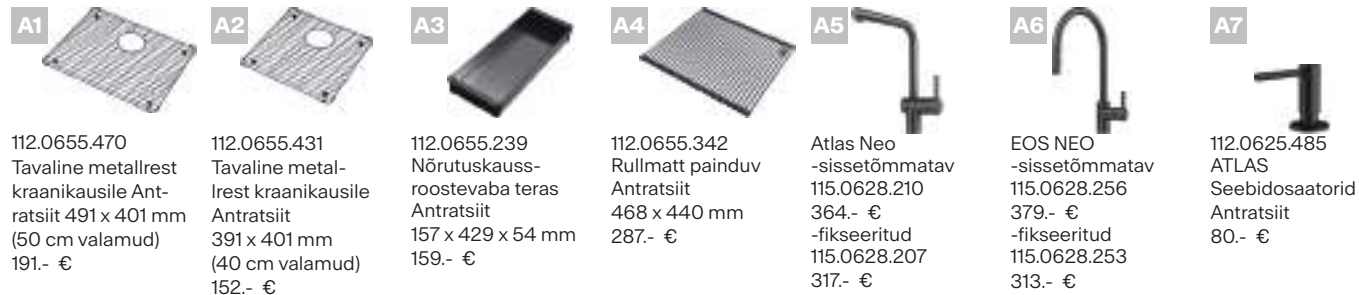 A1
112.0655.470
Tavaline metallrest
kraanikausile Ant-
ratsiit 491 x 401 mm
(50 cm valamud)
191.- €
A2
112.0655.431
Tavaline metal-
lrest kraanikausile
Antratsiit
391 x 401 mm
(40 cm valamud)
152.- €
A3
112.0655.239
Nõrutuskauss-
roostevaba teras
Antratsiit
157 x 429 x 54 mm
159.- €
A4
112.0655.342
Rullmatt painduv
Antratsiit
468 x 440 mm
287.- €
A5
Atlas Neo
-sissetõmmatav
115.0628.210
364.- €
-fikseeritud
115.0628.207
317.- €
A6
EOS NEO
-sissetõmmatav
115.0628.256
379.- €
-fikseeritud
115.0628.253
313.- €
A7
112.0625.485
ATLAS
Seebidosaatorid
Antratsiit
80.- €